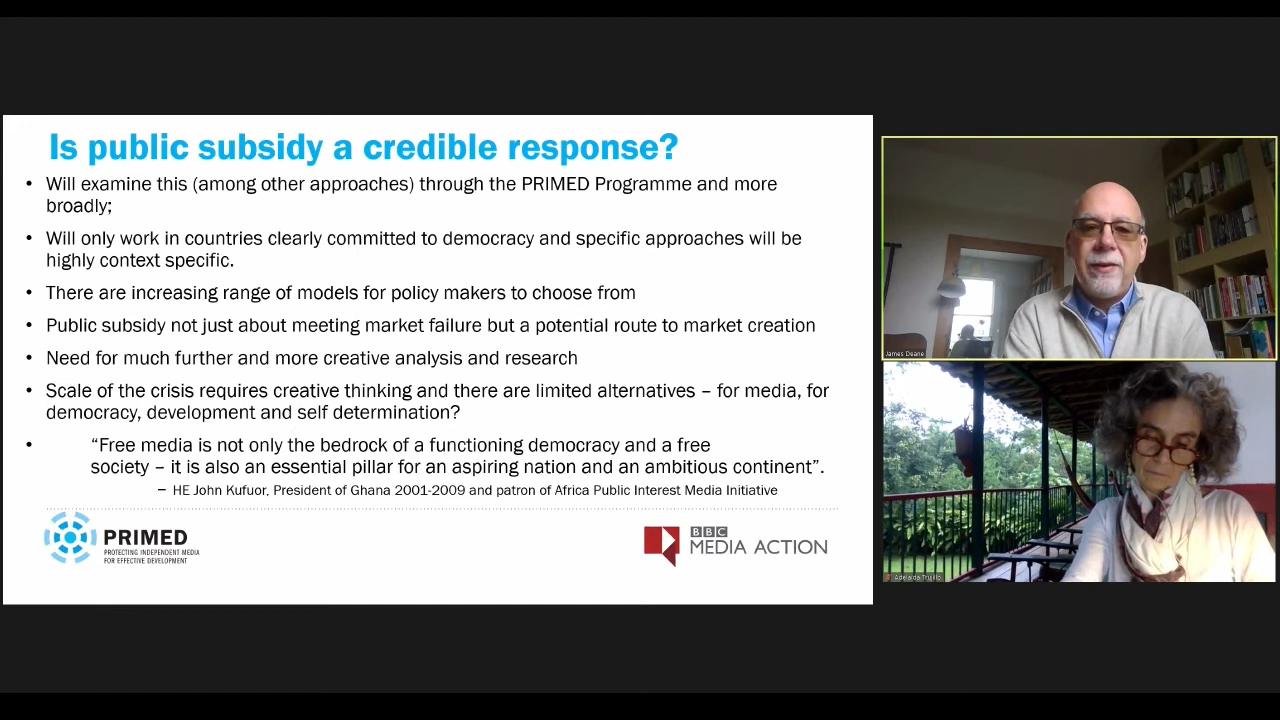 Is public subsidy a credible response?
• Will examine this (among other approaches) through the PRIMED Programme and more
broadly;
• Will only work in countries clearly committed to democracy and specific approaches will be
highly context specific.
• There are increasing range of models for policy makers to choose from
• Public subsidy not just about meeting market failure but a potential route to market creation
• Need for much further and more creative analysis and research
• Scale of the crisis requires creative thinking and there are limited alternatives – for media, for
democracy, development and self determination?
• “Free media is not only the bedrock of a functioning democracy and a free
society – it is also an essential pillar for an aspiring nation and an ambitious continent”.
– HE John Kufuor, President of Ghana 2001-2009 and patron of Africa Public Interest Media Initiative
PRIMED
PROTECTING INDEPENDENT MEDIA
FOR EFFECTIVE DEVELOPMENT
BBC
MEDIA ACTION
James Deane
Adelaida Trujillo